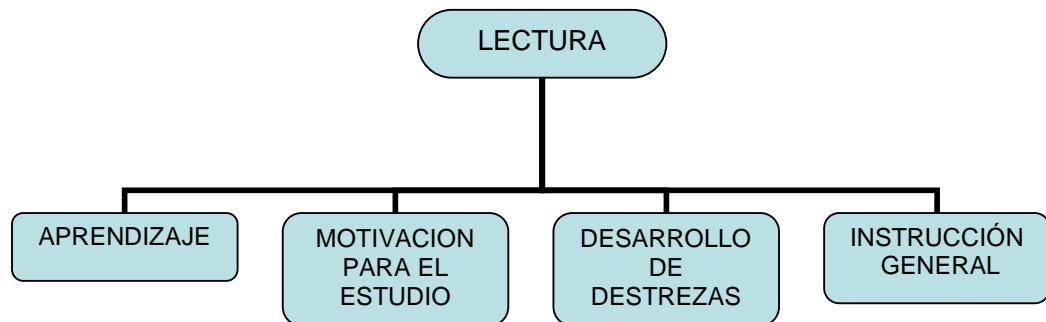 LECTURA
APRENDIZAJE
MOTIVACION
PARA EL
ESTUDIO
DESARROLLO
DE
DESTREZAS
INSTRUCCIÓN
GENERAL